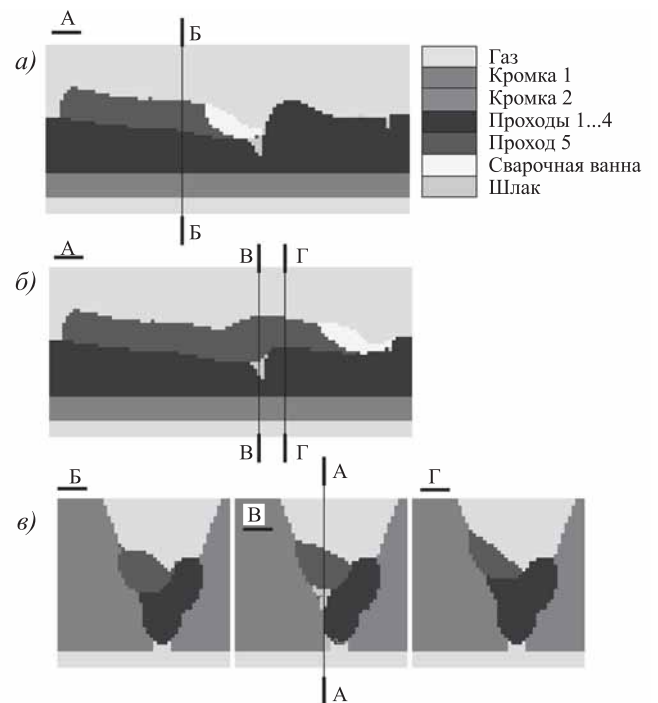 А
Б
а)
Б
Газ
Кромка 1
Кромка 2
Проходы 1...4
Проход 5
Сварочная ванна
Шлак
А
В
Г
б)
В
Г
Б
А
Г
В
в)
А